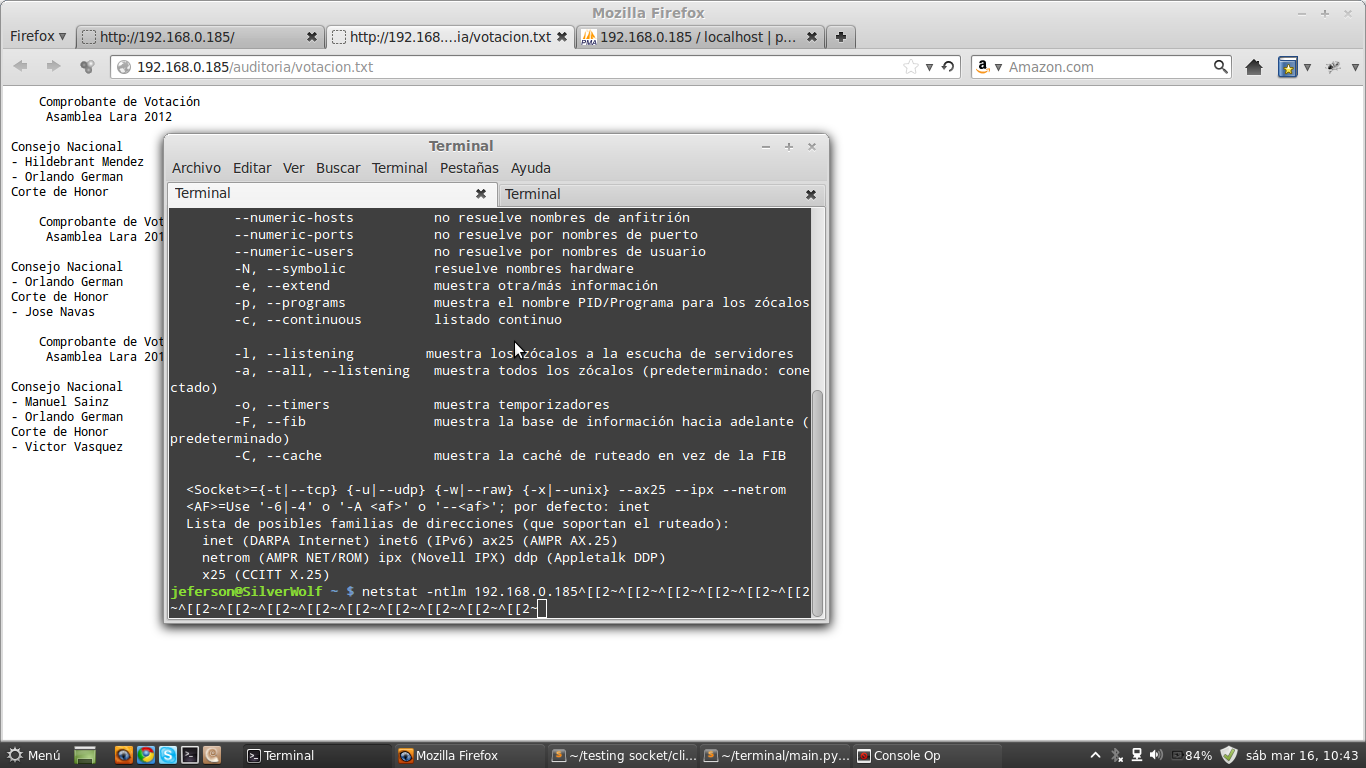 Mozilla Firefox
Firefox
http://192.168.0.185/
http://192.168....ia/votacion.txt
PMA
192.168.0.185 / localhost | p...
192.168.0.185/auditoria/votacion.txt
Amazon.com
Comprobante de Votación
Asamblea Lara 2012
Consejo Nacional
- Hildebrant Mendez
- Orlando German
Corte de Honor
Comprobante de Vot
Asamblea Lara 201
Consejo Nacional
- Orlando German
Corte de Honor
- Jose Navas
Comprobante de Vot
Asamblea Lara 201
Consejo Nacional
- Manuel Sainz
- Orlando German
Corte de Honor
- Victor Vasquez
Terminal
Archivo Editar Ver Buscar Terminal Pestañas Ayuda
Terminal
Terminal
--numeric-hosts no resuelve nombres de anfitrión
--numeric-ports no resuelve por nombres de puerto
--numeric-users no resuelve por nombres de usuario
-N, --symbolic resuelve nombres hardware
-e, --extend muestra otra/más información
-p, --programs muestra el nombre PID/Programa para los zócalos
-c, --continuous listado continuo
-l, --listening muestra los zócalos a la escucha de servidores
-a, --all, --listening muestra todos los zócalos (predeterminado: cone
ctado)
-o, --timers muestra temporizadores
-F, --fib muestra la base de información hacia adelante (
predeterminado)
-C, --cache muestra la caché de ruteado en vez de la FIB
<Socket>={-t|--tcp} {-u|--udp} {-w|--raw} {-x|--unix} --ax25 --ipx --netrom
<AF>=Use '-6|-4' o '-A <af>' o '--<af>'; por defecto: inet
Lista de posibles familias de direcciones (que soportan el ruteado):
inet (DARPA Internet) inet6 (IPv6) ax25 (AMPR AX.25)
netrom (AMPR NET/ROM) ipx (Novell IPX) ddp (Appletalk DDP)
x25 (CCITT X.25)
jeferson@SilverWolf ~ $ netstat -ntlm 192.168.0.185^[[2~^[[2~^[[2~^[[2~^[[2~^[[2
~^[[2~^[[2~^[[2~^[[2~^[[2~^[[2~^[[2~^[[2~
Menú
Terminal
Mozilla Firefox
~/testing socket/cli...
~/terminal/main.py...
Console Op
84%
sáb mar 16, 10:43